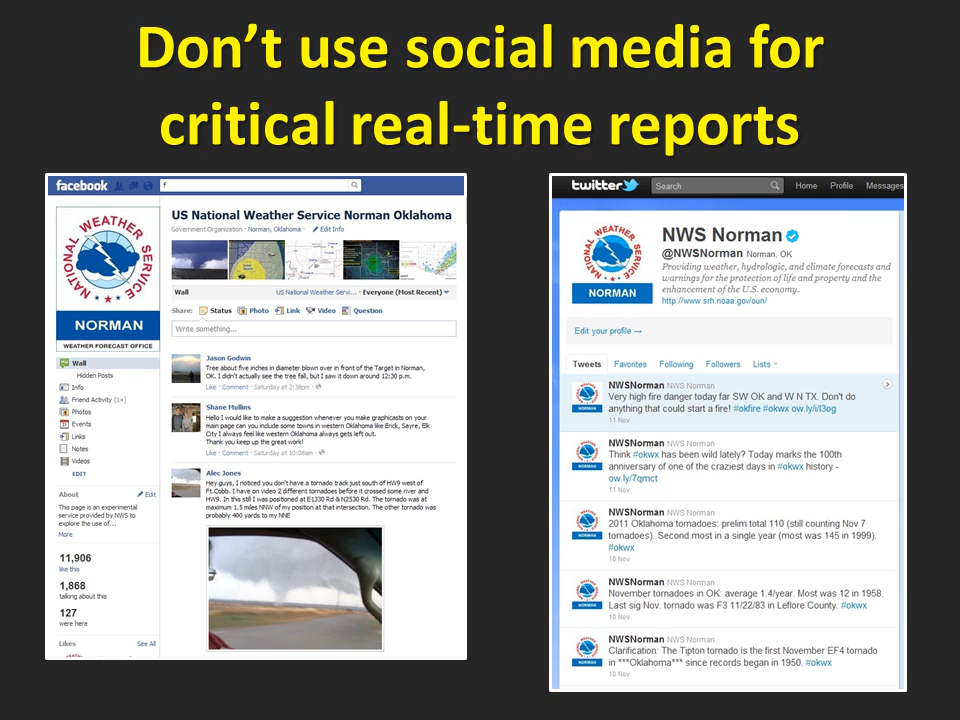 Don’t use social media for
critical real-time reports
facebook
f
NATIONAL WEATHER SERVICE
NORMAN
WEATHER FORECAST OFFICE
US National Weather Service Norman Oklahoma
Government Organization · Norman, Oklahoma · Edit Info
Wall US National Weather Servi... · Everyone (Most Recent)
Share: Status Photo Link Video Question
Write something...
Wall
Hidden Posts
Info
Friend Activity (1+)
Photos
Events
Links
Notes
Videos
EDIT
About Edit
This page is an experimental
service provided by NWS to
explore the use of...
More
11,906
like this
1,868
talking about this
127
were here
Likes See All
Jason Godwin
Tree about five inches in diameter blown over in front of the Target in Norman,
OK. I didn't actually see the tree fall, but I saw it down around 12:30 p.m.
Like · Comment · Saturday at 2:38pm ·
Shane Mullins
Hello I would like to make a suggestion whenever you make graphicasts on your
main page can you include some towns in western Oklahoma like Erick, Sayre, Elk
City I always feel like western Oklahoma always gets left out.
Thank you keep up the great work!
Like · Comment · Saturday at 10:08am ·
Alec Jones
Hey guys, I noticed you don't have a tornado track just south of HW9 west of
Ft.Cobb. I have on video 2 different tornadoes before it crossed some river and
HW9. In this still I was positioned at E1330 Rd & N2530 Rd. The tornado was at
maximum 1.5 miles NNW of my position at that intersection. The other tornado was
probably 400 yards to my NNE
twitter
Search
Home Profile Messages
NATIONAL WEATHER SERVICE
NORMAN
NWS Norman
@NWSNorman Norman, OK
Providing weather, hydrologic, and climate forecasts and
warnings for the protection of life and property and the
enhancement of the U.S. economy.
http://www.srh.noaa.gov/oun/
Edit your profile →
Tweets Favorites Following Followers Lists
NWSNorman NWS Norman
Very high fire danger today far SW OK and W N TX. Don't do
anything that could start a fire! #okfire #okwx ow.ly/i/l3og
11 Nov
NWSNorman NWS Norman
Think #okwx has been wild lately? Today marks the 100th
anniversary of one of the craziest days in #okwx history -
ow.ly/7qmct
11 Nov
NWSNorman NWS Norman
2011 Oklahoma tornadoes: prelim total 110 (still counting Nov 7
tornadoes). Second most in a single year (most was 145 in 1999).
#okwx
10 Nov
NWSNorman NWS Norman
November tornadoes in OK: average 1.4/year. Most was 12 in 1958.
Last sig Nov. tornado was F3 11/22/83 in Leflore County. #okwx
10 Nov
NWSNorman NWS Norman
Clarification: The Tipton tornado is the first November EF4 tornado
in ***Oklahoma*** since records began in 1950. #okwx
10 Nov